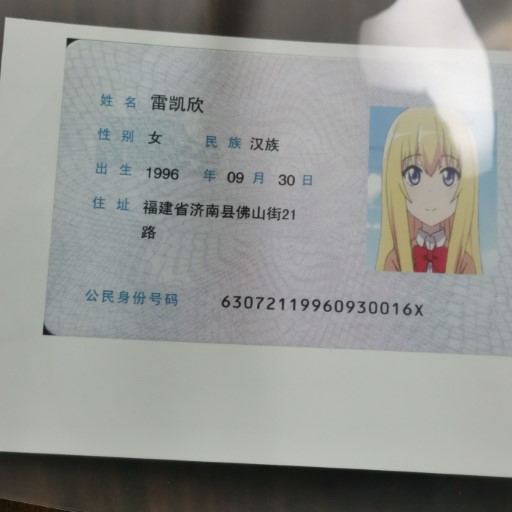 姓名 雷凯欣
性别 女 民族 汉族
出生 1996 年 09 月 30 日
住址 福建省济南县佛山街21
路
公民身份号码 63072119960930016X